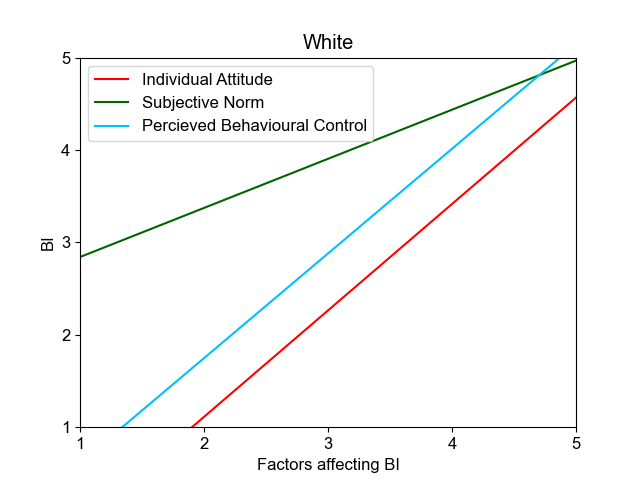 White
Individual Attitude
Subjective Norm
Percieved Behavioural Control
BI
5
4
3
2
1
1 2 3 4 5
Factors affecting BI